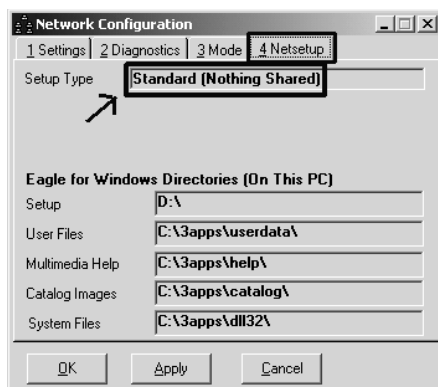 Network Configuration
1 Settings 2 Diagnostics 3 Mode 4 Netsetup
Setup Type Standard (Nothing Shared)
Eagle for Windows Directories (On This PC)
Setup D:\
User Files C:\3apps\userdata\
Multimedia Help C:\3apps\help\
Catalog Images C:\3apps\catalog\
System Files C:\3apps\dll32\
OK Apply Cancel